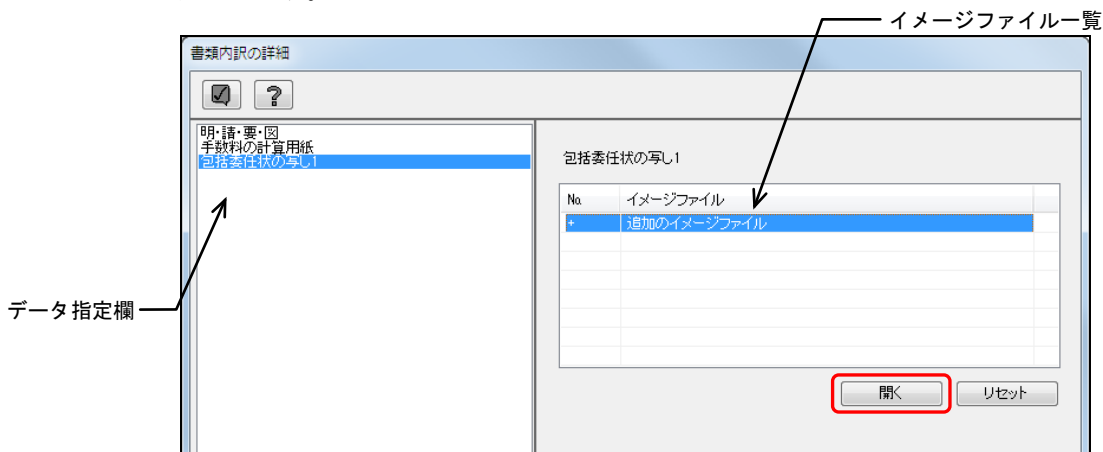 イメージファイル一覧
書類内訳の詳細
?
明・請・要・図
手数料の計算用紙
包括委任状の写し1
包括委任状の写し1
No. イメージファイル
+ 追加のイメージファイル
データ指定欄
開く リセット